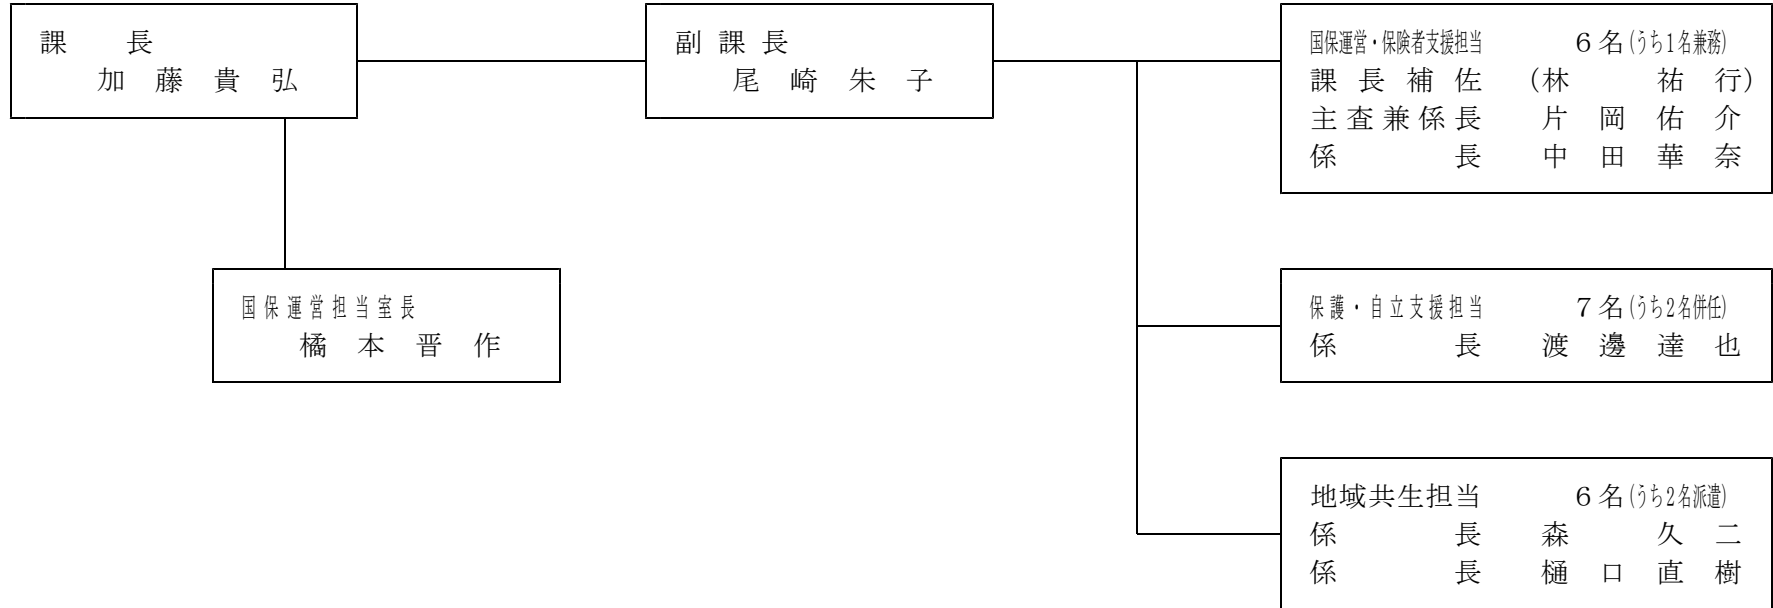 課長
加藤貴弘
副課長
尾崎朱子
国保運営・保険者支援担当 6名(うち1名兼務)
課長補佐 (林祐行)
主査兼係長 片岡佑介
係長 中田華奈
国保運営担当室長
橘本晋作
保護・自立支援担当 7名(うち2名併任)
係長 渡邊達也
地域共生担当 6名(うち2名派遣)
係長 森久二
係長 樋口直樹